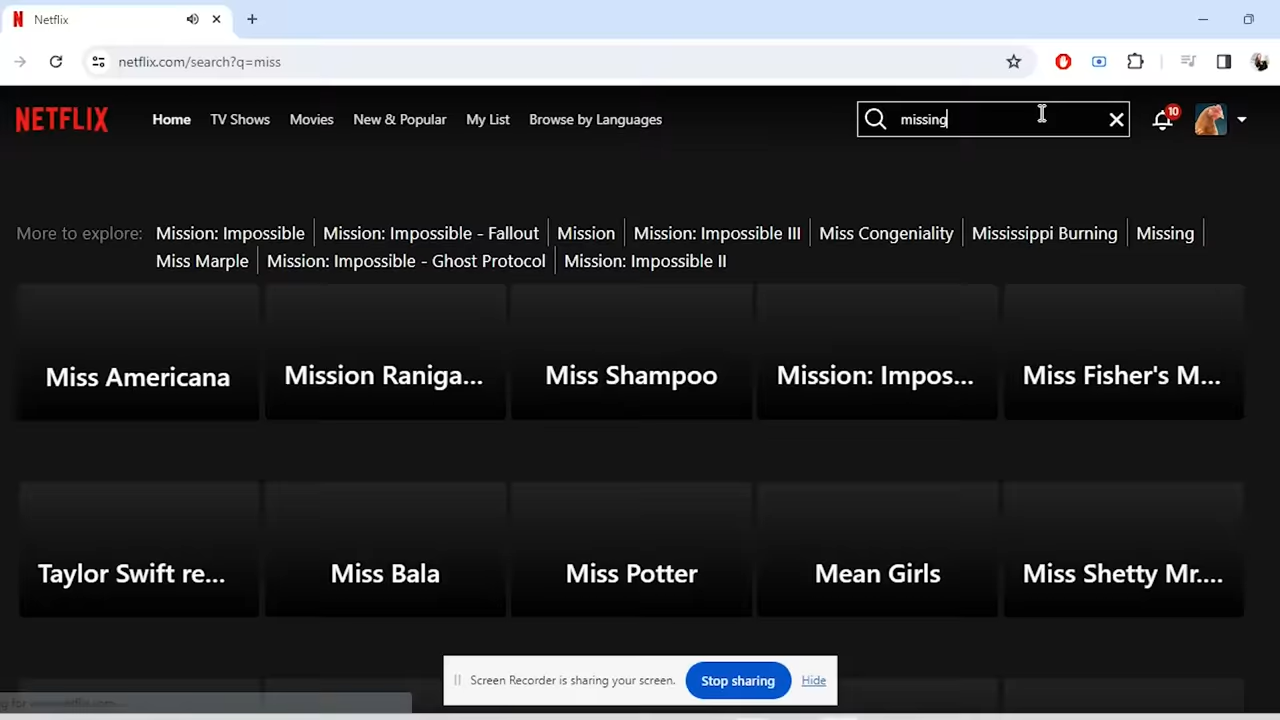 Netflix
netflix.com/search?q=miss
NETFLIX Home TV Shows Movies New & Popular My List Browse by Languages missing 10
More to explore: Mission: Impossible Mission: Impossible - Fallout Mission Mission: Impossible III Miss Congeniality Mississippi Burning Missing
Miss Marple Mission: Impossible - Ghost Protocol Mission: Impossible II
Miss Americana Mission Raniga... Miss Shampoo Mission: Impos... Miss Fisher's M...
Taylor Swift re... Miss Bala Miss Potter Mean Girls Miss Shetty Mr....
Screen Recorder is sharing your screen. Stop sharing Hide